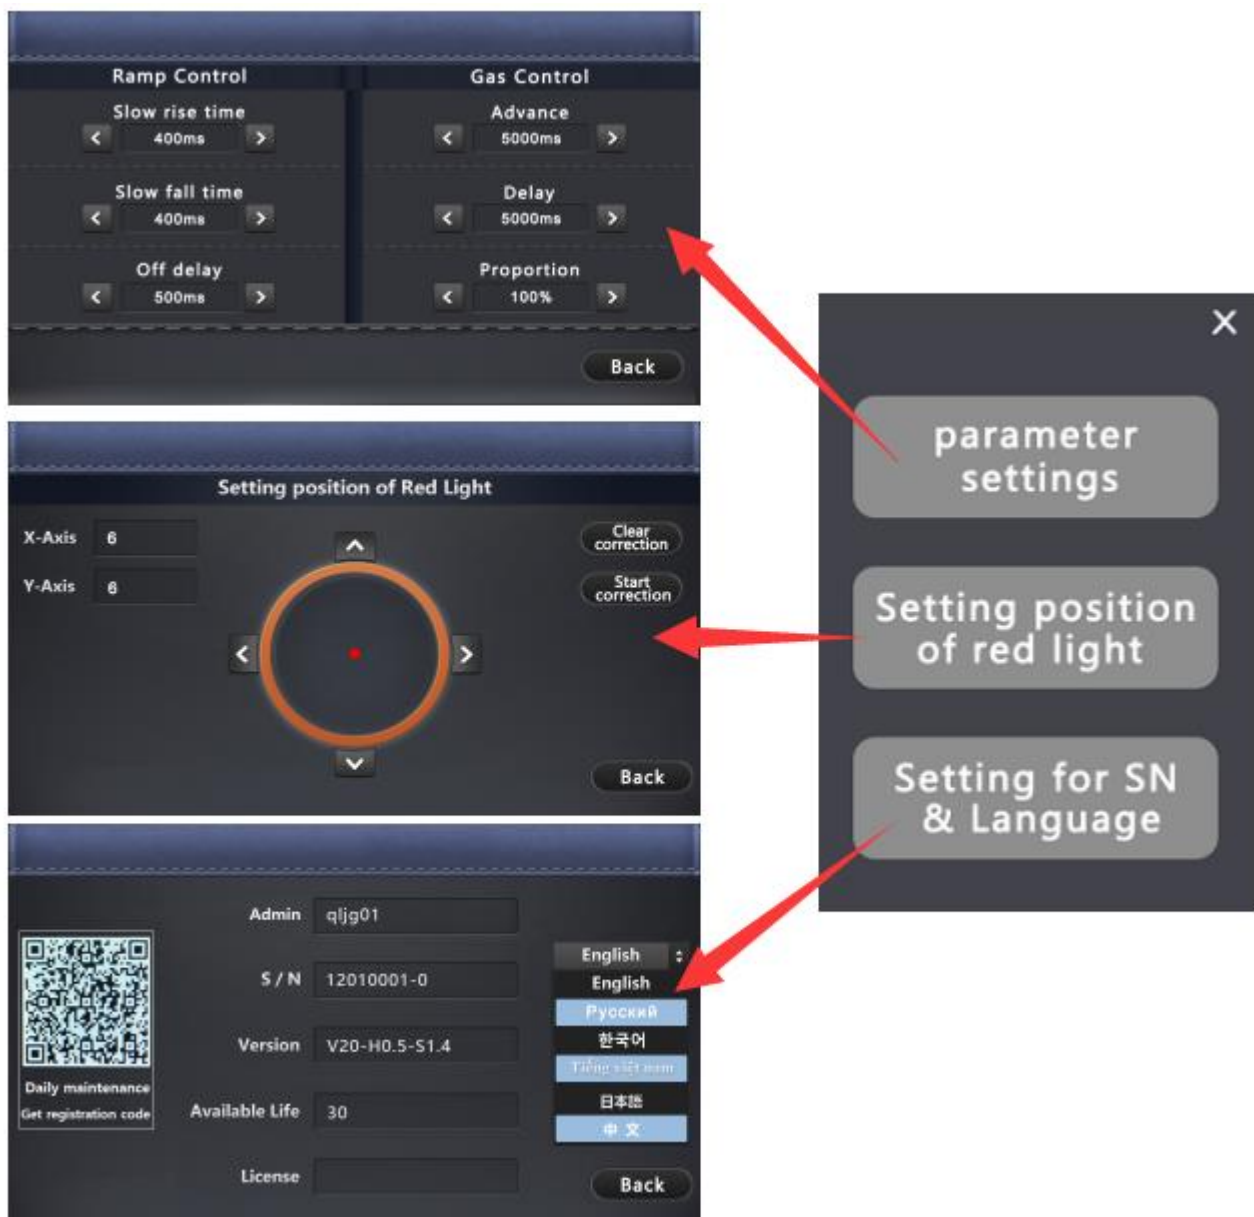 Ramp Control
Gas Control
Slow rise time
400ms
Slow fall time
400ms
Off delay
500ms
Advance
5000ms
Delay
5000ms
Proportion
100%
Back
Setting position of Red Light
X-Axis 6
Y-Axis 6
Clear
correction
Start
correction
Back
Daily maintenance
Get registration code
Admin qljg01
S / N 12010001-0
Version V20-H0.5-S1.4
Available Life 30
License
English
English
Русский
한국어
Tiếng việt nam
日本語
中 文
Back
parameter
settings
Setting position
of red light
Setting for SN
& Language